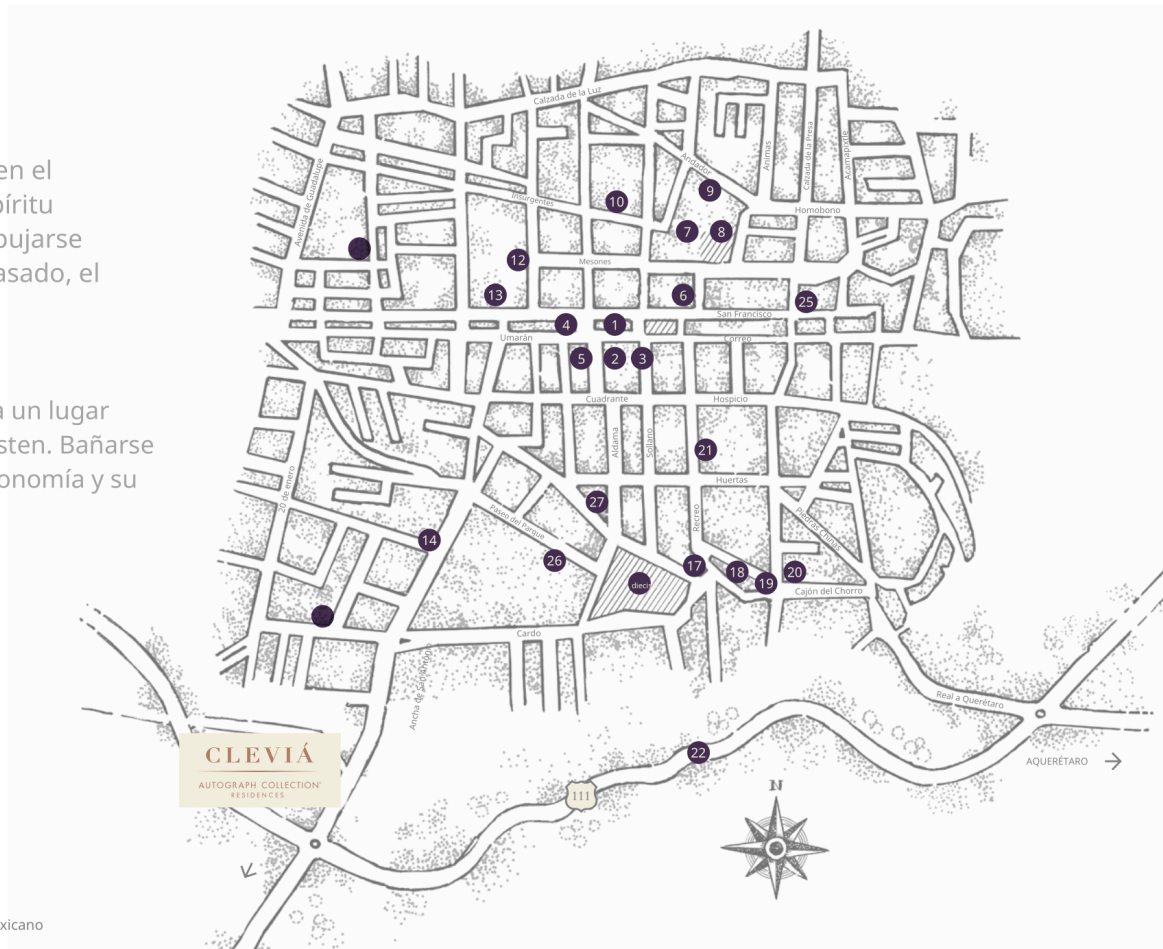 en el
píritu
bujarse
asado, el
a un lugar
sten. Bañarse
onomía y su
xicano
Calzada de la Luz
Andador
Animas
Calzada de la Presa
Acamapixtle
Avenida de Guadalupe
Insurgentes
10
9
Homobono
7
8
12
Mesones
13
6
25
San Francisco
4
1
Umarán
Correo
5
2
3
Cuadrante
Hospicio
Aldama
Sollano
21
Huertas
20 de enero
27
Recreo
Paseo del Parque
Piedras Chinas
14
26
17
18
19
20
Cajón del Chorro
Cardo
Ancha de San Antonio
Real a Querétaro
CLEVIÁ
AUTOGRAPH COLLECTION
RESIDENCES
22
AQUERÉTARO
111
N